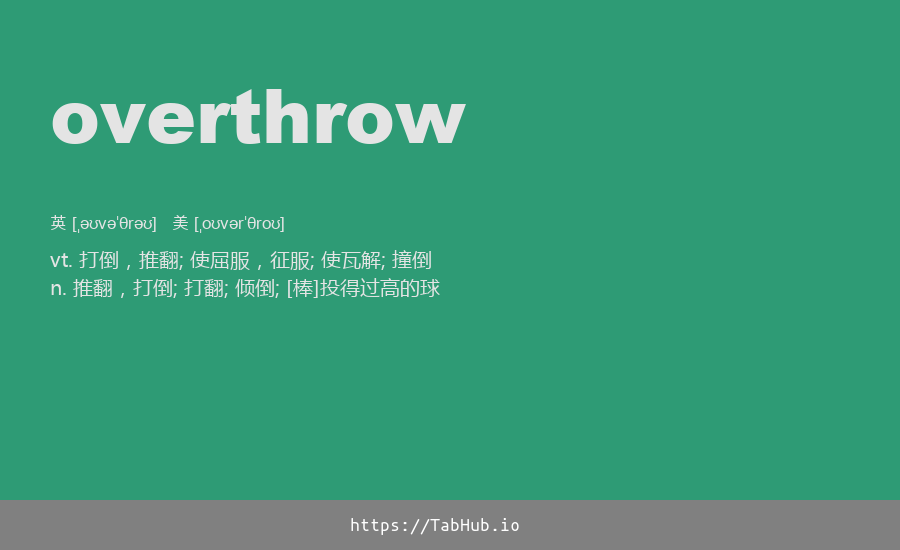 overthrow
英 [ˌəʊvəˈθrəʊ] 美 [ˌoʊvərˈθroʊ]
vt. 打倒，推翻; 使屈服，征服; 使瓦解; 撞倒
n. 推翻，打倒; 打翻; 倾倒; [棒]投得过高的球
https://TabHub.io